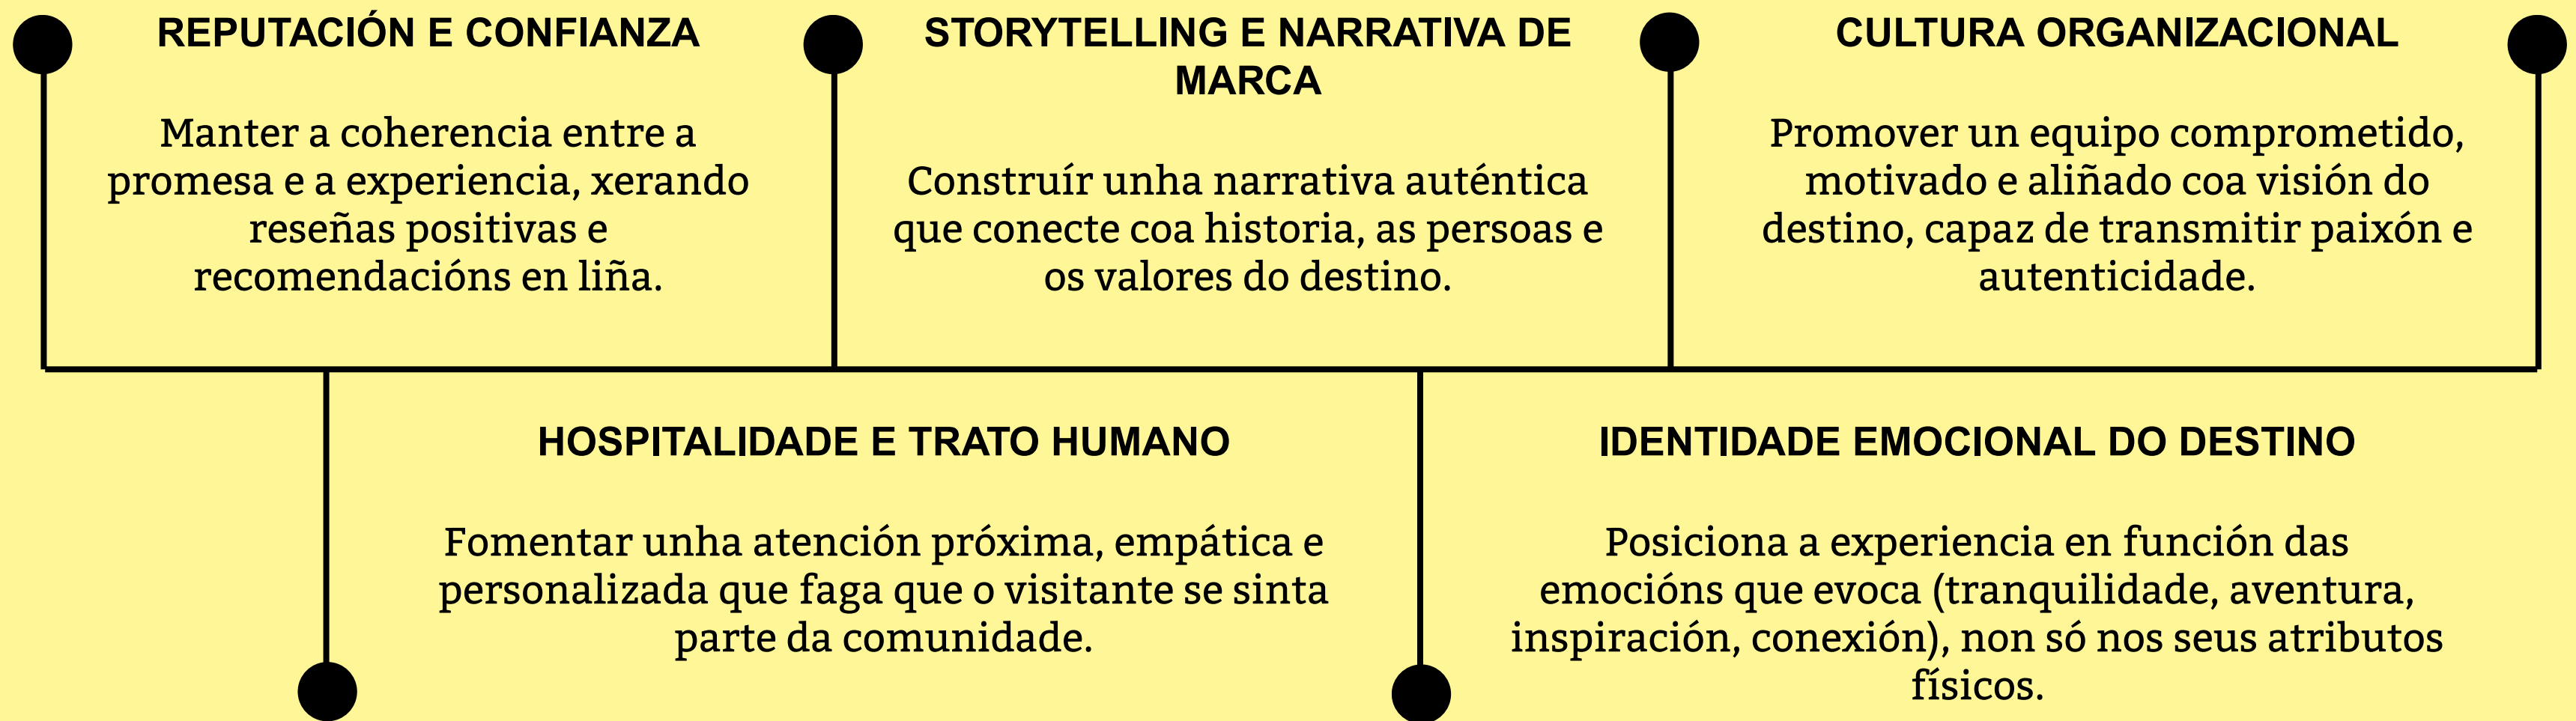 REPUTACIÓN E CONFIANZA
Manter a coherencia entre a
promesa e a experiencia, xerando
reseñas positivas e
recomendacións en liña.
STORYTELLING E NARRATIVA DE
MARCA
Construír unha narrativa auténtica
que conecte coa historia, as persoas e
os valores do destino.
CULTURA ORGANIZACIONAL
Promover un equipo comprometido,
motivado e aliñado coa visión do
destino, capaz de transmitir paixón e
autenticidade.
HOSPITALIDADE E TRATO HUMANO
Fomentar unha atención próxima, empática e
personalizada que faga que o visitante se sinta
parte da comunidade.
IDENTIDADE EMOCIONAL DO DESTINO
Posiciona a experiencia en función das
emocións que evoca (tranquilidade, aventura,
inspiración, conexión), non só nos seus atributos
físicos.